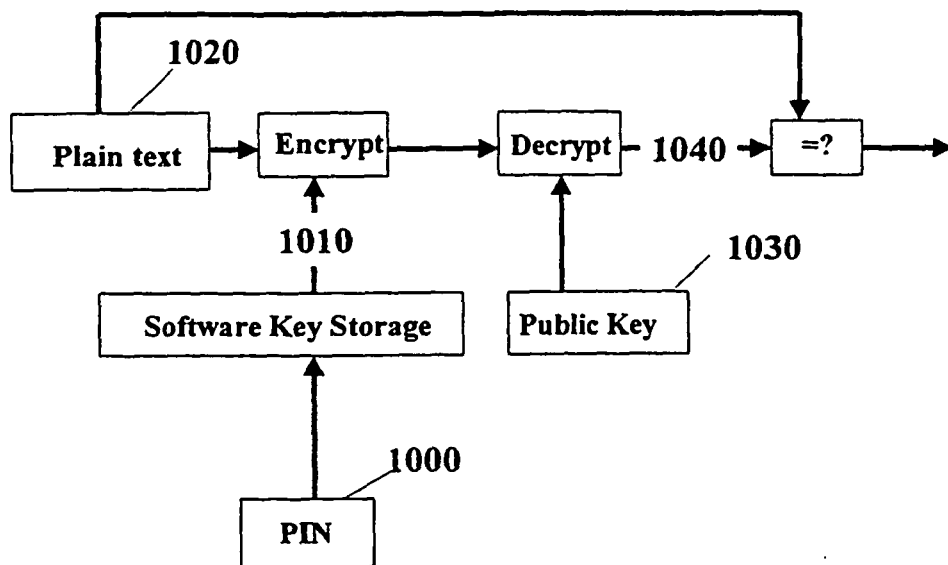 1020
Plain text
Encrypt
Decrypt
1040
=?
1010
1030
Software Key Storage
Public Key
1000
PIN